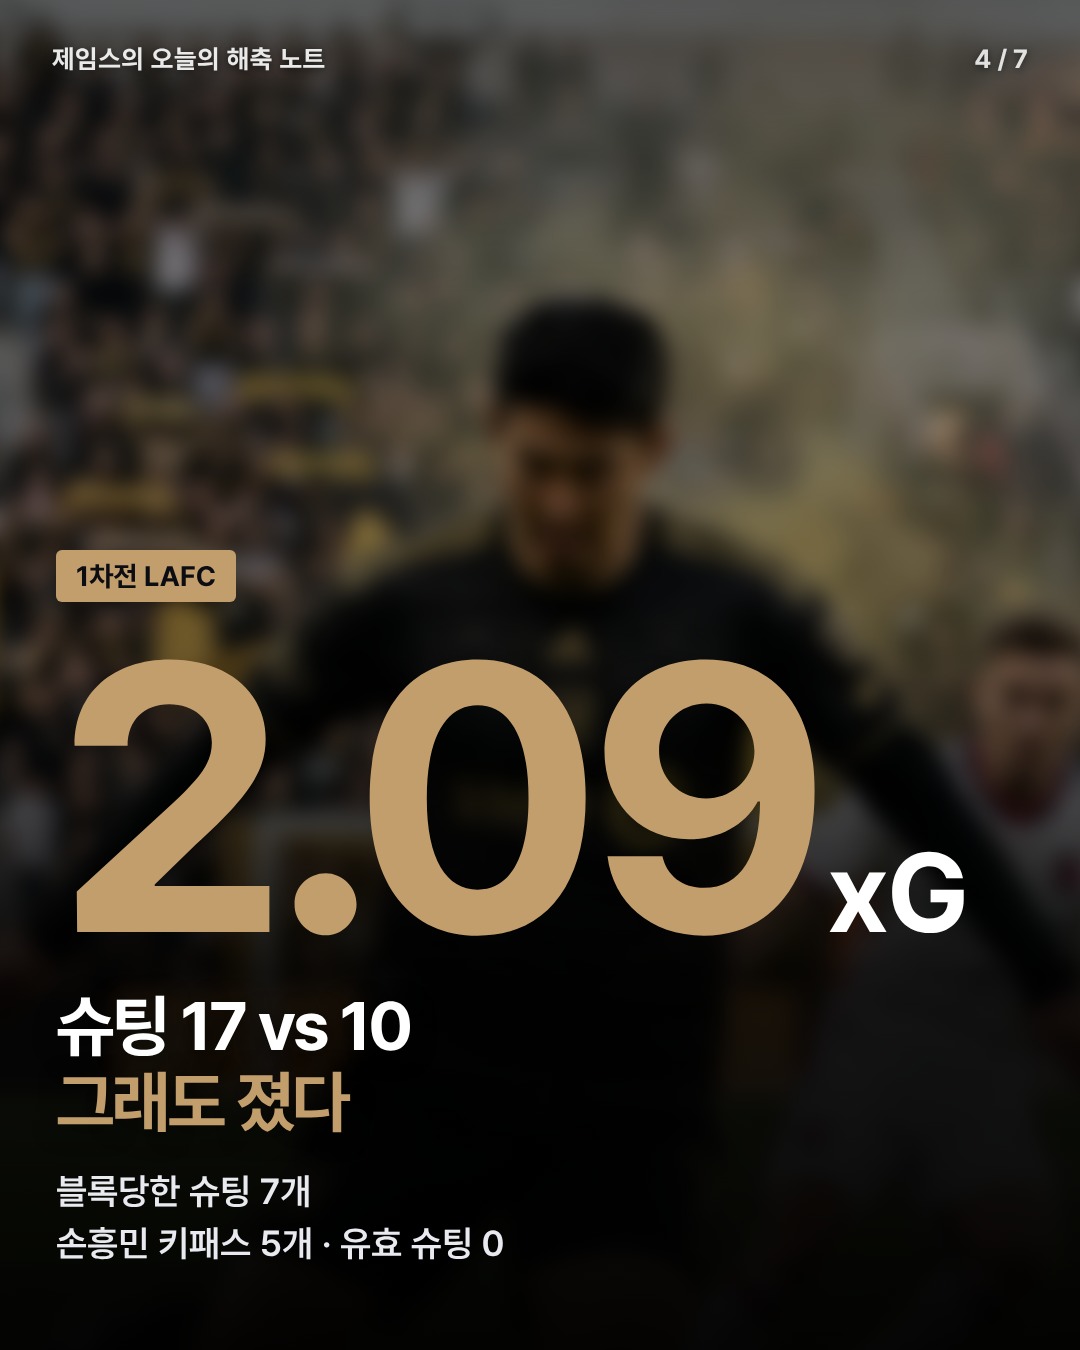 제임스의 오늘의 해축 노트
4 / 7
1차전 LAFC
2.09 xG
슈팅 17 vs 10
그래도 졌다
블록당한 슈팅 7개
손흥민 키패스 5개 · 유효 슈팅 0